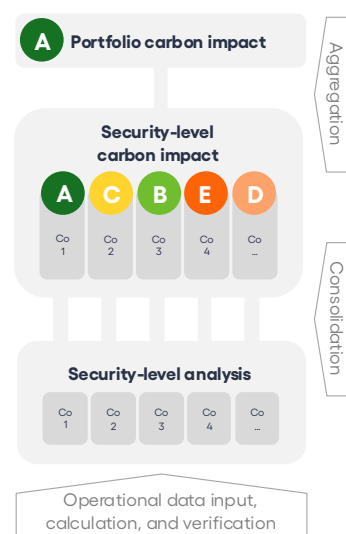 A Portfolio carbon impact
Aggregation
Security-level
carbon impact
A C B E D
Co Co Co Co Co
1 2 3 4 ...
Consolidation
Security-level analysis
Co Co Co Co Co
1 2 3 4 ...
Operational data input,
calculation, and verification